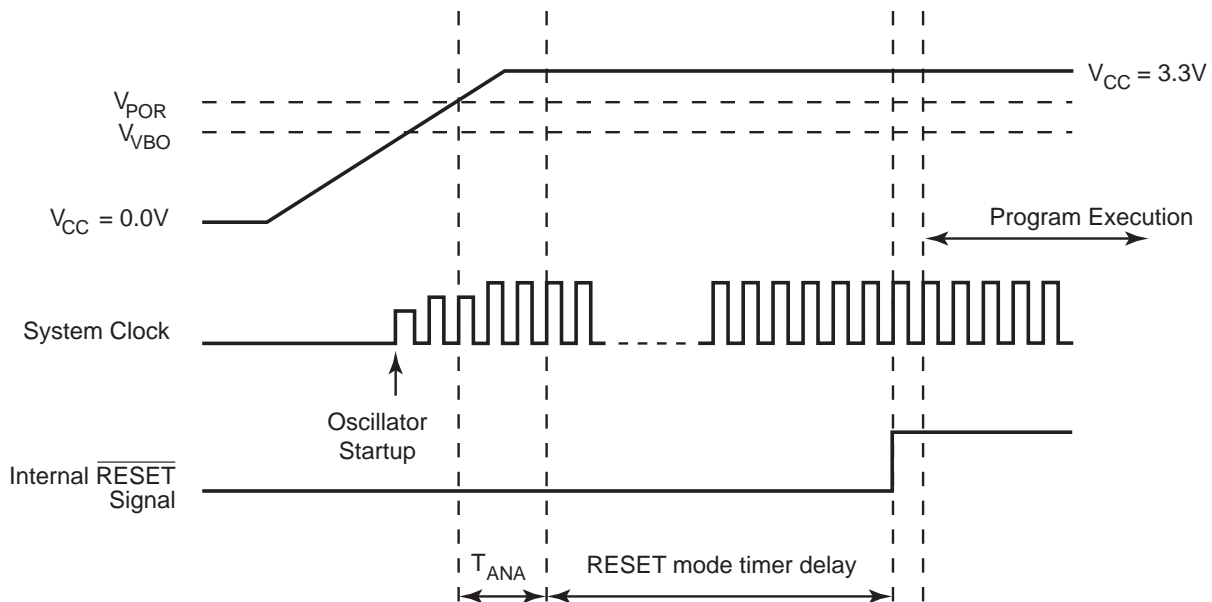 V_CC = 3.3V
V_POR
V_VBO
V_CC = 0.0V
Program Execution
System Clock
Oscillator
Startup
Internal R̅E̅S̅E̅T̅
Signal
T_ANA
RESET mode timer delay